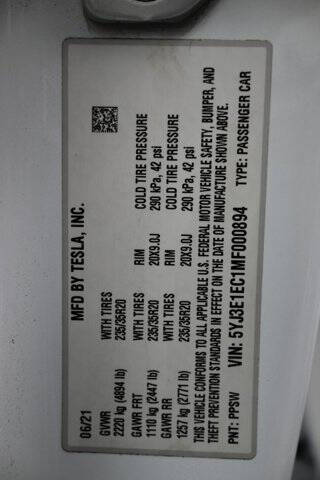 MFD BY TESLA, INC.
06/21
GVWR WITH TIRES RIM COLD TIRE PRESSURE
2220 kg (4894 lb) 235/35R20 20X9.0J 290 kPa, 42 psi
GAWR FRT WITH TIRES RIM COLD TIRE PRESSURE
1110 kg (2447 lb) 235/35R20 20X9.0J 290 kPa, 42 psi
GAWR RR
1257 kg (2771 lb) 235/35R20
THIS VEHICLE CONFORMS TO ALL APPLICABLE U.S. FEDERAL MOTOR VEHICLE SAFETY, BUMPER, AND
THEFT PREVENTION STANDARDS IN EFFECT ON THE DATE OF MANUFACTURE SHOWN ABOVE.
VIN: 5YJ3E1EC1MF000894 TYPE: PASSENGER CAR
PNT: PPSW